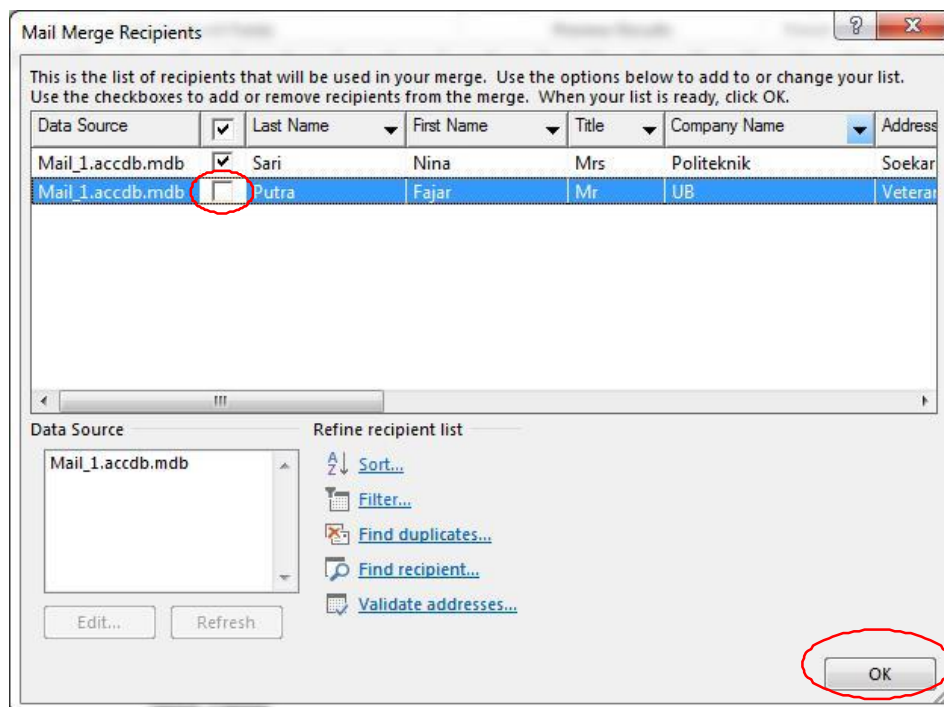 Mail Merge Recipients
This is the list of recipients that will be used in your merge. Use the options below to add to or change your list.
Use the checkboxes to add or remove recipients from the merge. When your list is ready, click OK.
Data Source Last Name First Name Title Company Name Address
Mail_1.accdb.mdb Sari Nina Mrs Politeknik Soekar
Mail_1.accdb.mdb Putra Fajar Mr UB Veterar
Data Source Refine recipient list
Mail_1.accdb.mdb
Sort...
Filter...
Find duplicates...
Find recipient...
Validate addresses...
Edit... Refresh
OK